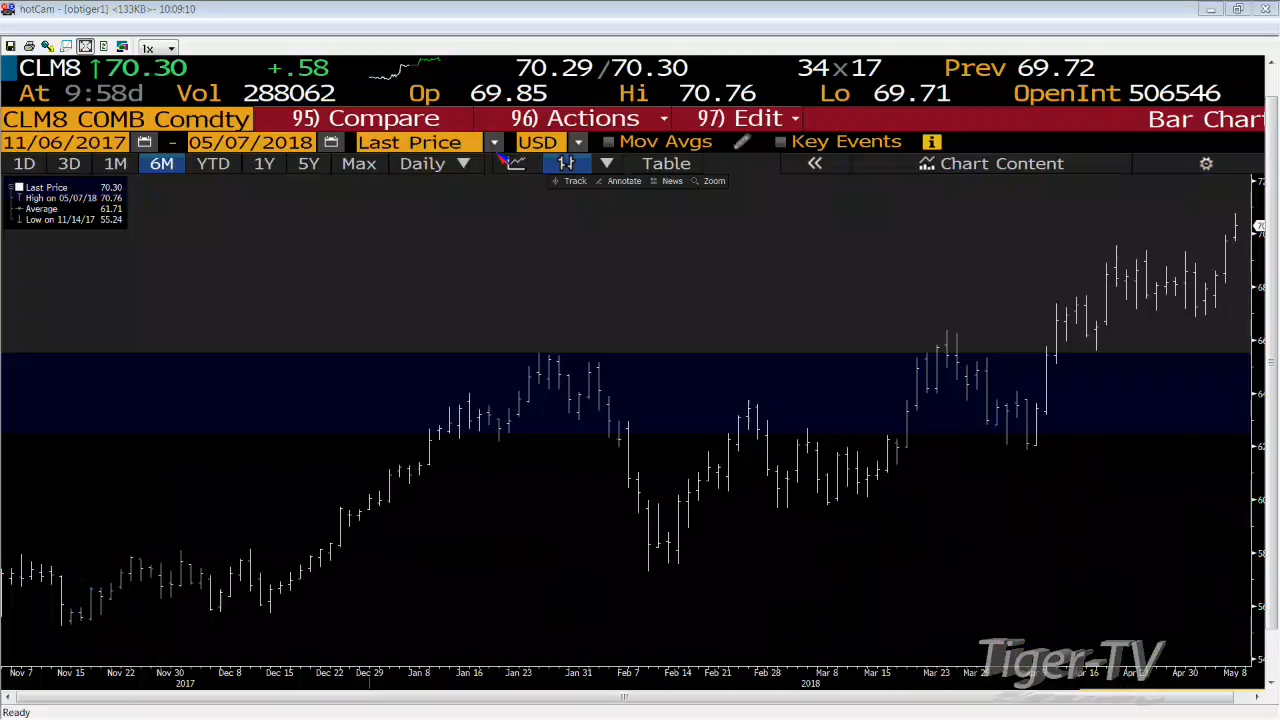 hotCam - [obtiger1] <133KB>- 10:09:10
1x
CLM8 ↑70.30 +.58 70.29/70.30 34x17 Prev 69.72
At 9:58d Vol 288062 Op 69.85 Hi 70.76 Lo 69.71 OpenInt 506546
CLM8 COMB Comdty 95) Compare 96) Actions 97) Edit Bar Chart
11/06/2017 - 05/07/2018 Last Price USD Mov Avgs Key Events
1D 3D 1M 6M YTD 1Y 5Y Max Daily ▼ Table « Chart Content
Track Annotate News Zoom
Last Price 70.30
High on 05/07/18 70.76
Average 61.71
Low on 11/14/17 55.24
68
66
64
62
60
58
56
Tiger-TV
Nov 7 Nov 15 Nov 22 Nov 30 Dec 8 Dec 15 Dec 22 Dec 29 Jan 8 Jan 16 Jan 23 Jan 31 Feb 7 Feb 14 Feb 21 Feb 28 Mar 8 Mar 15 Mar 23 Apr 16 Apr 30 May 8
2017 2018
Ready